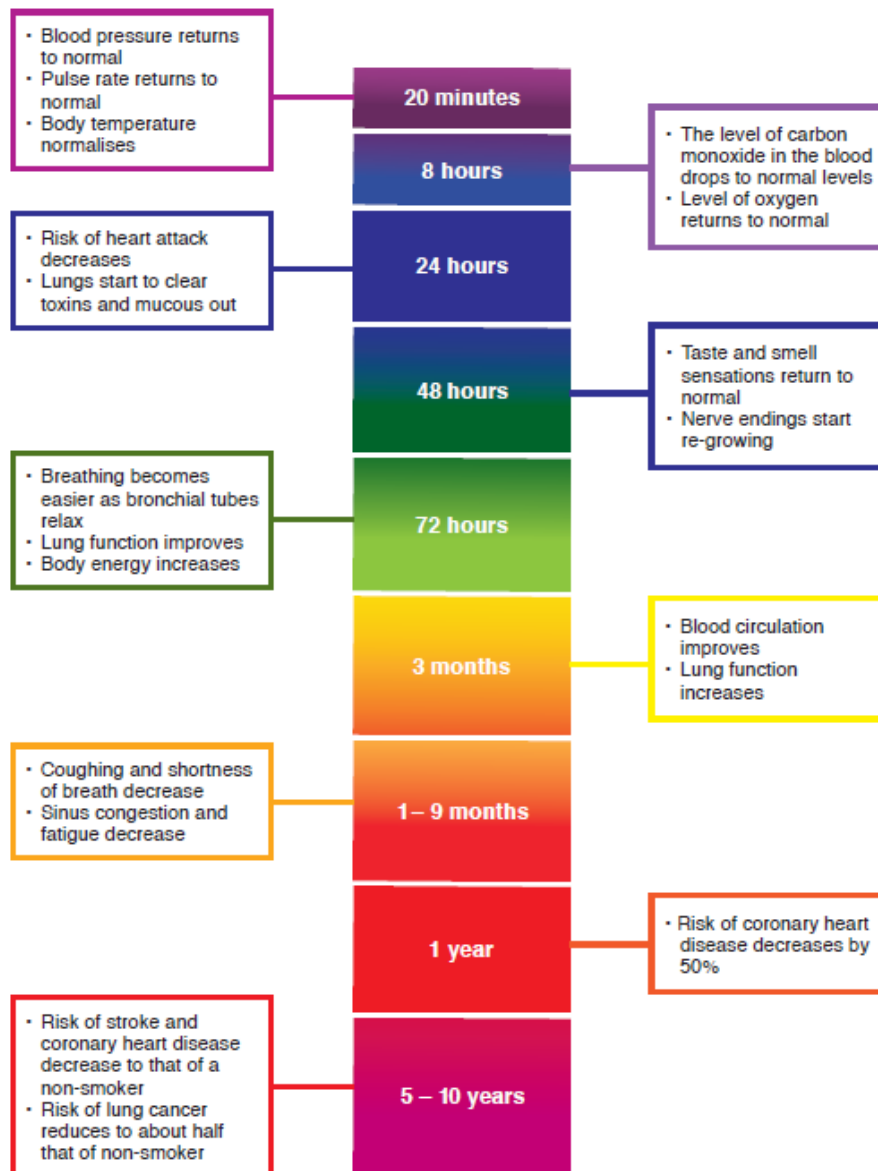 • Blood pressure returns
to normal
• Pulse rate returns to
normal
• Body temperature
normalises
20 minutes
8 hours
• The level of carbon
monoxide in the blood
drops to normal levels
• Level of oxygen
returns to normal
• Risk of heart attack
decreases
• Lungs start to clear
toxins and mucous out
24 hours
48 hours
• Taste and smell
sensations return to
normal
• Nerve endings start
re-growing
• Breathing becomes
easier as bronchial tubes
relax
• Lung function improves
• Body energy increases
72 hours
3 months
• Blood circulation
improves
• Lung function
increases
• Coughing and shortness
of breath decrease
• Sinus congestion and
fatigue decrease
1 – 9 months
1 year
• Risk of coronary heart
disease decreases by
50%
• Risk of stroke and
coronary heart disease
decrease to that of a
non-smoker
• Risk of lung cancer
reduces to about half
that of non-smoker
5 – 10 years